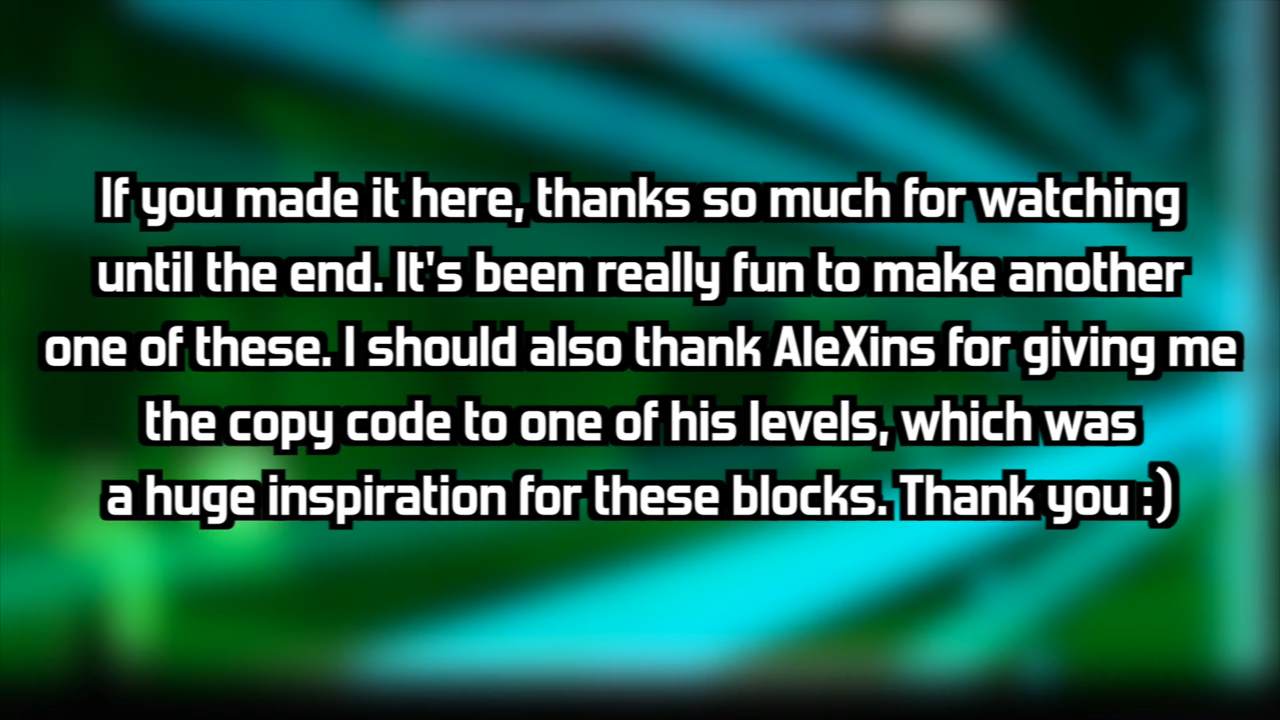 If you made it here, thanks so much for watching
until the end. It's been really fun to make another
one of these. I should also thank AleXins for giving me
the copy code to one of his levels, which was
a huge inspiration for these blocks. Thank you :)